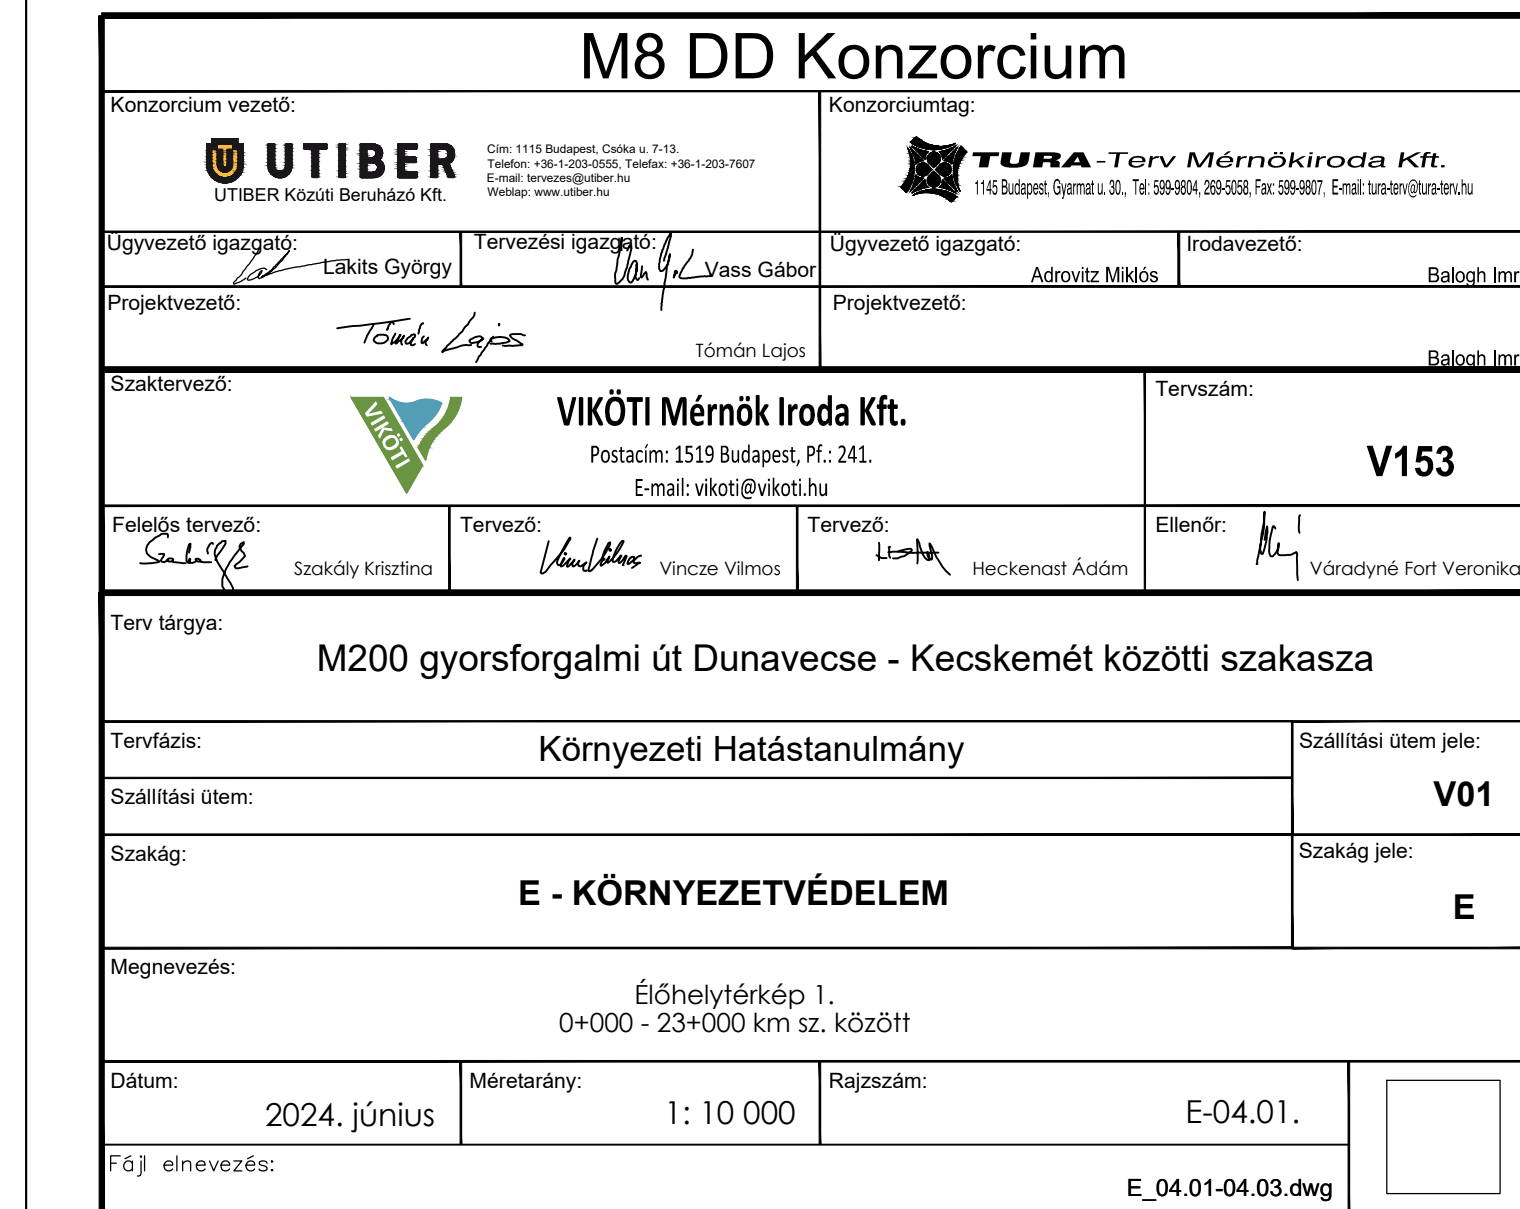 M8 DD Konzorcium
Konzorcium vezető:
UTIBER
UTIBER Közúti Beruházó Kft.
Cím: 1115 Budapest, Csóka u. 7-13.
Telefon: +36-1-203-0555, Telefax: +36-1-203-7607
E-mail: tervezes@utiber.hu
Weblap: www.utiber.hu
Konzorciumtag:
TURA-Terv Mérnökiroda Kft.
1145 Budapest, Gyarmat u. 30., Tel: 599-9804, 269-5058, Fax: 599-9807, E-mail: tura-terv@tura-terv.hu
Ügyvezető igazgató:
Lakits György
Tervezési igazgató:
Vass Gábor
Ügyvezető igazgató:
Adrovitz Miklós
Irodavezető:
Balogh Imr
Projektvezető:
Tómán Lajos
Tómán Lajos
Projektvezető:
Balogh Imr
Szaktervező:
VIKÖTI
VIKÖTI Mérnök Iroda Kft.
Postacím: 1519 Budapest, Pf.: 241.
E-mail: vikoti@vikoti.hu
Tervszám:
V153
Felelős tervező:
Szakály Krisztina
Tervező:
Vincze Vilmos
Tervező:
Heckenast Ádám
Ellenőr:
Váradyné Fort Veronika
Terv tárgya:
M200 gyorsforgalmi út Dunavecse - Kecskemét közötti szakasza
Tervfázis:
Környezeti Hatástanulmány
Szállítási ütem jele:
V01
Szállítási ütem:
Szakág:
E - KÖRNYEZETVÉDELEM
Szakág jele:
E
Megnevezés:
Élőhelytérkép 1.
0+000 - 23+000 km sz. között
Dátum:
2024. június
Méretarány:
1: 10 000
Rajzszám:
E-04.01.
Fájl elnevezés:
E_04.01-04.03.dwg